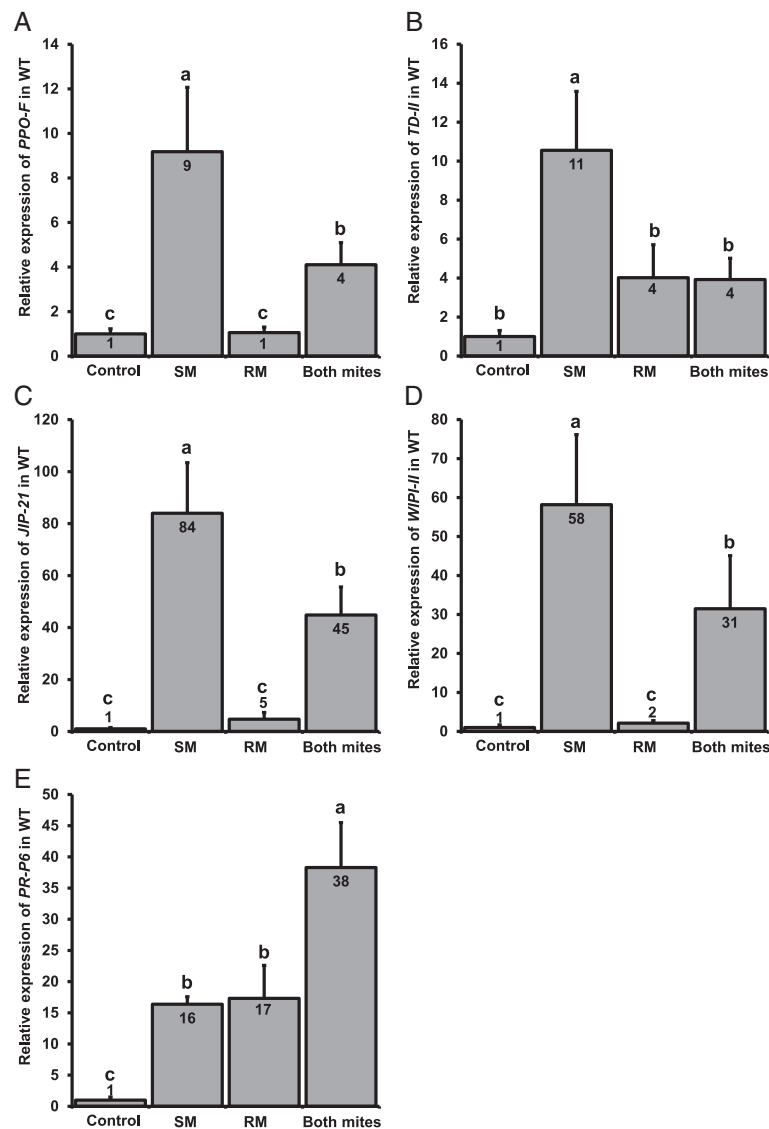 A
Relative expression of PPO-F in WT
14
12
10
8
6
4
2
0
c
1
a
9
c
1
b
4
Control SM RM Both mites
B
Relative expression of TD-II in WT
16
14
12
10
8
6
4
2
0
b
1
a
11
b
4
b
4
Control SM RM Both mites
C
Relative expression of JIP-21 in WT
120
100
80
60
40
20
0
c
1
a
84
c
5
b
45
Control SM RM Both mites
D
Relative expression of WIPI-II in WT
80
70
60
50
40
30
20
10
0
c
1
a
58
c
2
b
31
Control SM RM Both mites
E
Relative expression of PR-P6 in WT
50
45
40
35
30
25
20
15
10
5
0
c
1
b
16
b
17
a
38
Control SM RM Both mites